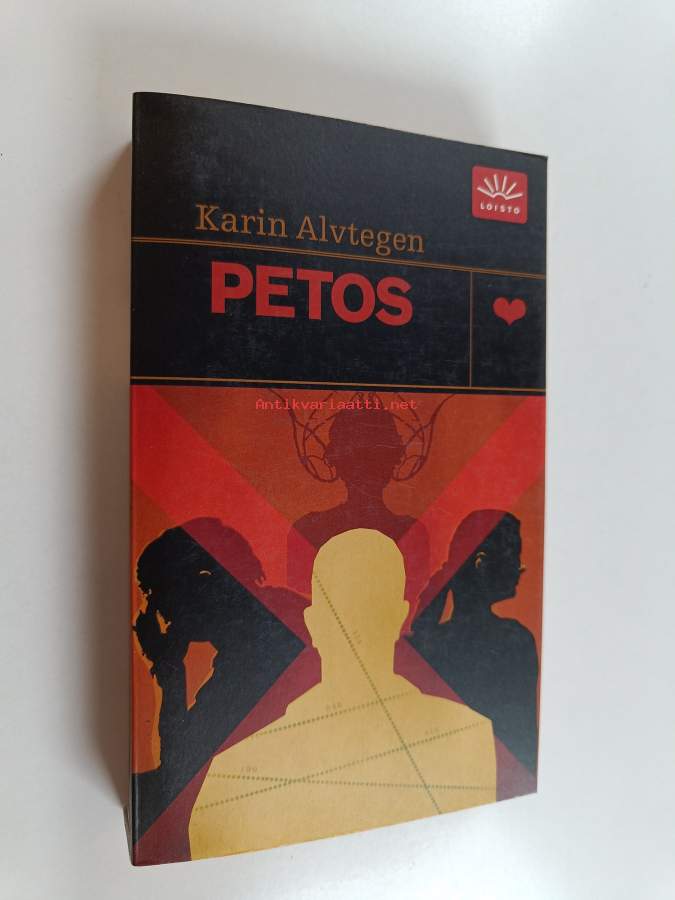 LOISTO
Karin Alvtegen
PETOS
Antikvariaatti.net